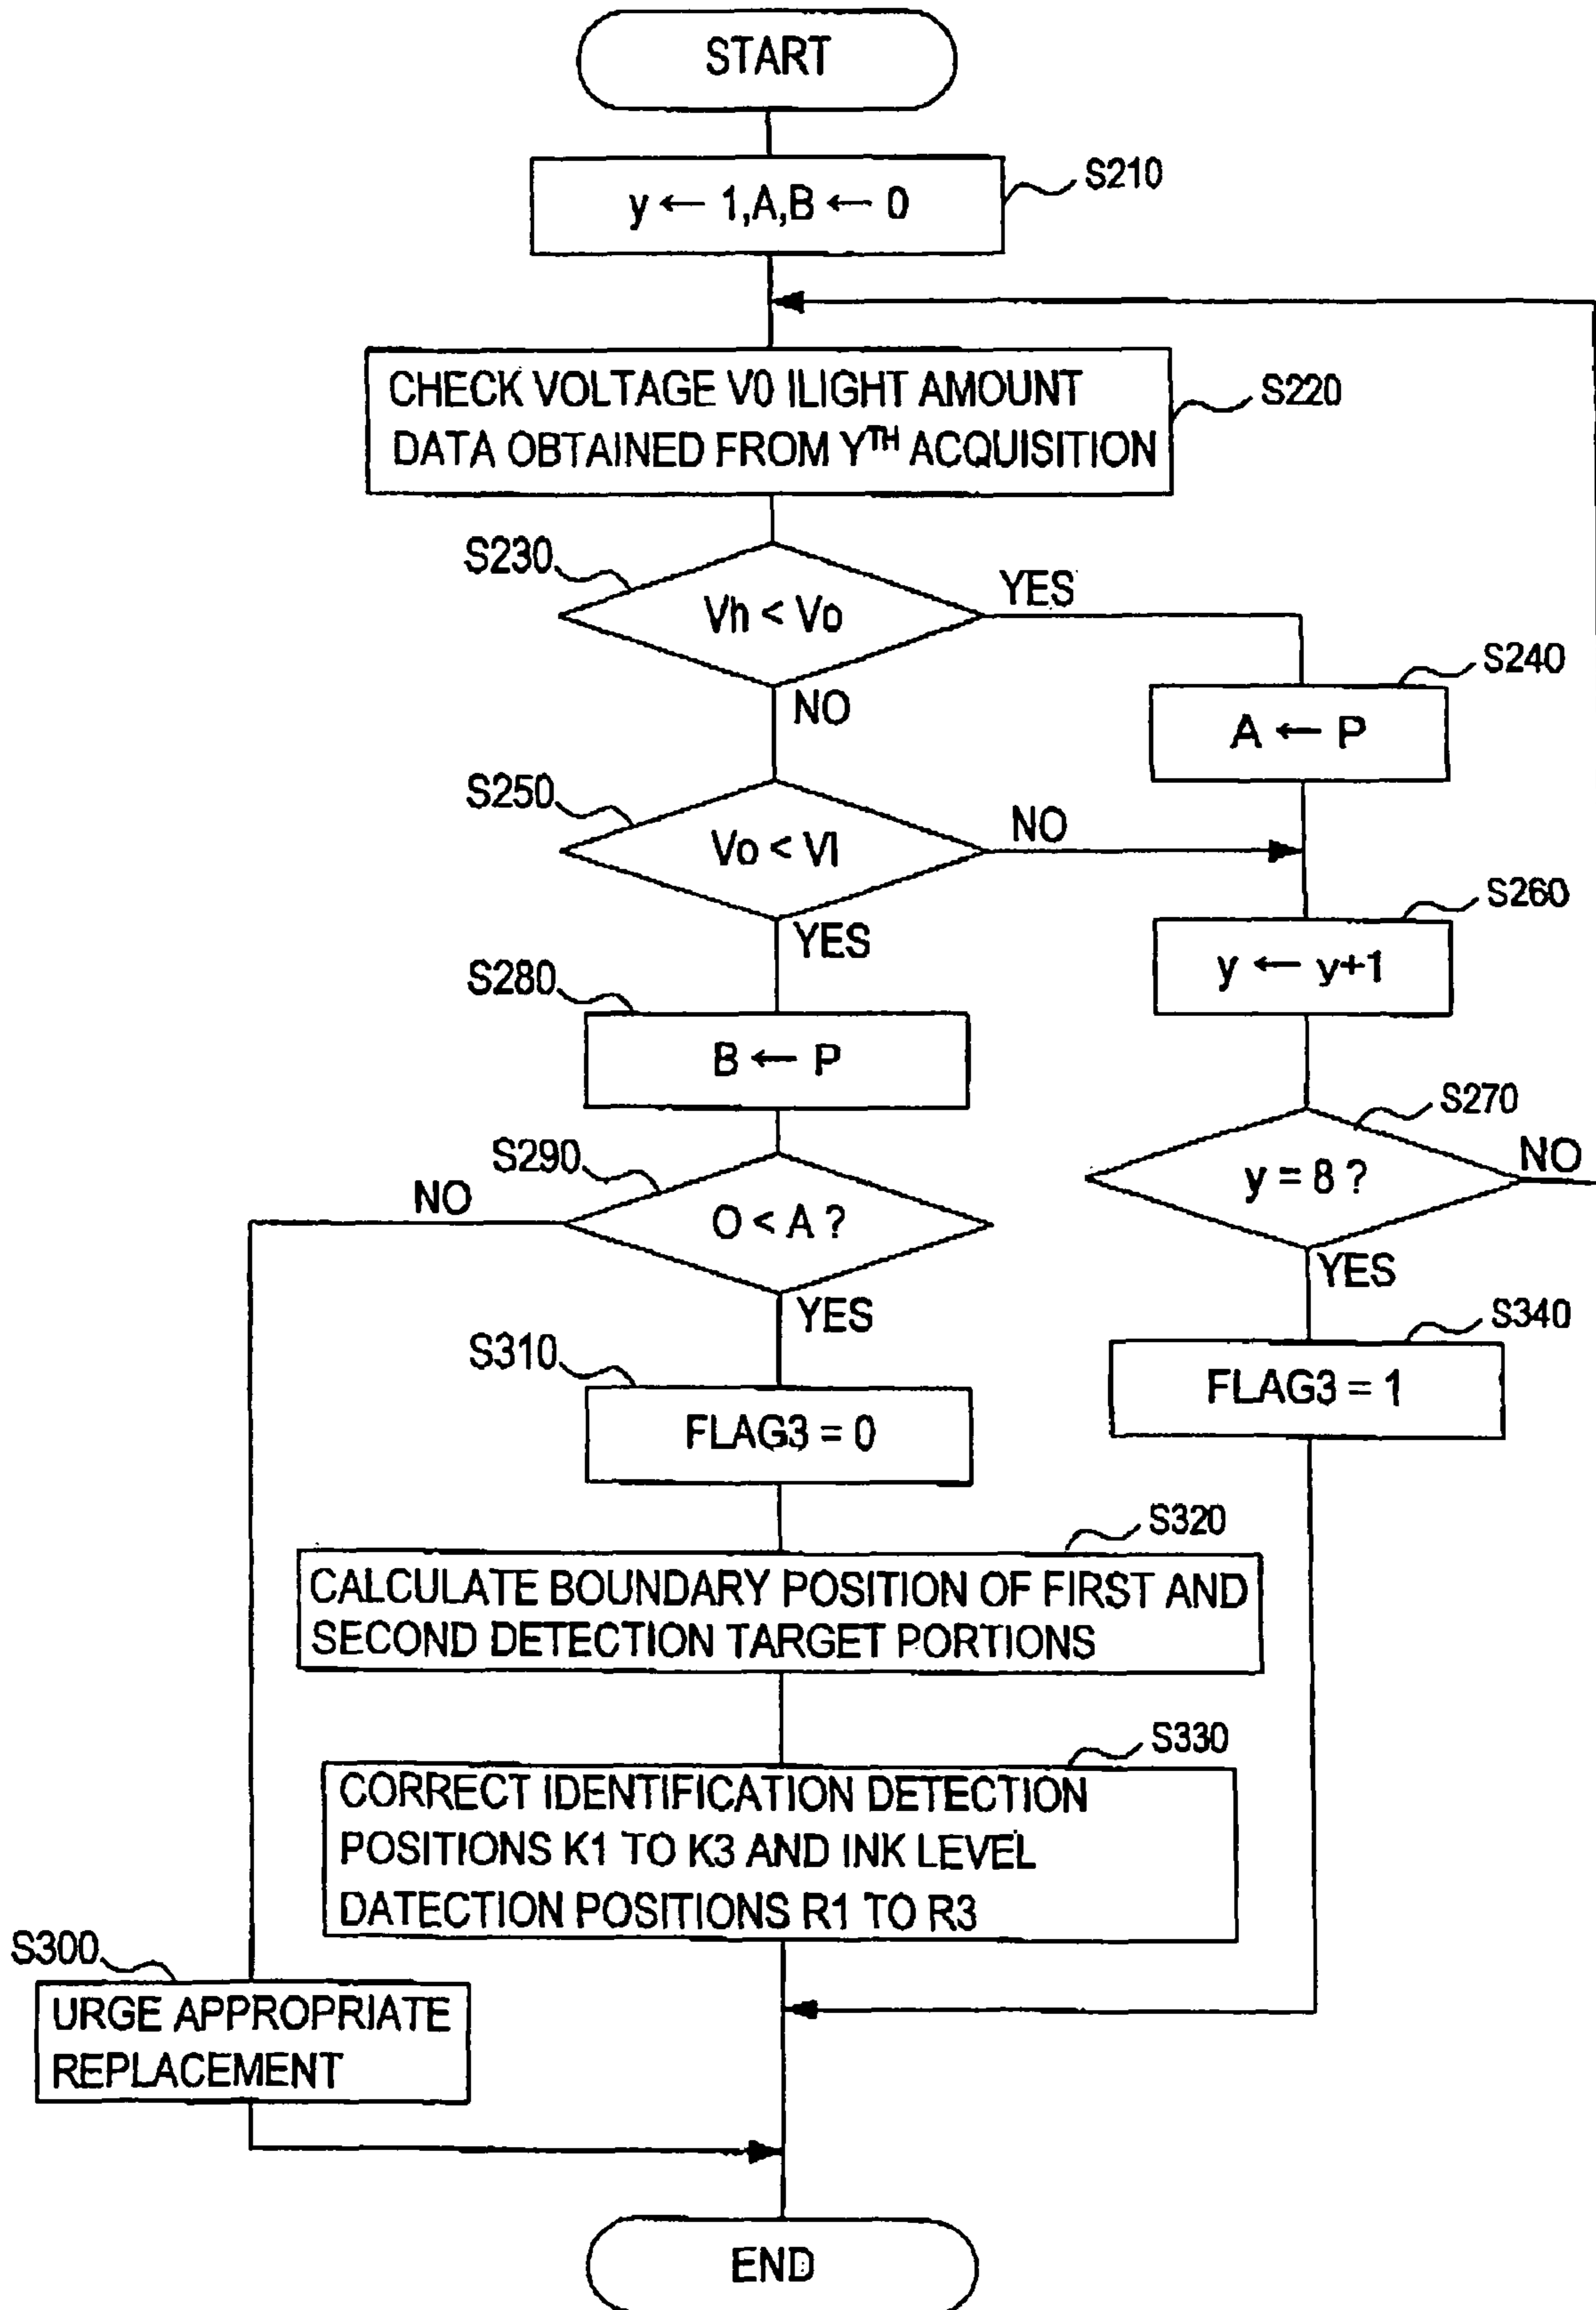 START
y ← 1,A,B ← 0
S210
CHECK VOLTAGE V0 ILIGHT AMOUNT
DATA OBTAINED FROM YTH ACQUISITION
S220
S230
Vh < Vo
YES
NO
S240
A ← P
S250
Vo < Vl
NO
YES
S260
y ← y+1
S280
B ← P
S270
y = 8 ?
NO
YES
S290
O < A ?
NO
YES
S340
FLAG3 = 1
S310
FLAG3 = 0
S320
CALCULATE BOUNDARY POSITION OF FIRST AND
SECOND DETECTION TARGET PORTIONS
S330
CORRECT IDENTIFICATION DETECTION
POSITIONS K1 TO K3 AND INK LEVEL
DATECTION POSITIONS R1 TO R3
S300
URGE APPROPRIATE
REPLACEMENT
END